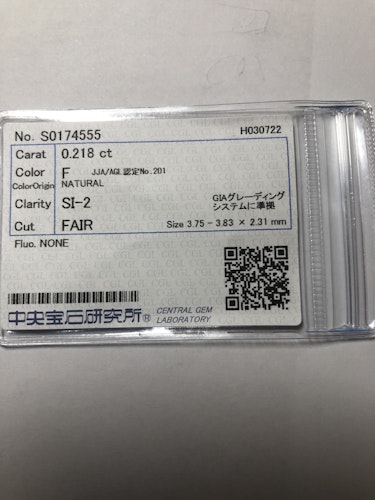 No. S0174555 H030722
Carat 0.218 ct
Color F JJA/AGL認定No.201
ColorOrigin NATURAL
Clarity SI-2 GIAグレーディング
システムに準拠
Cut FAIR Size 3.75 - 3.83 × 2.31 mm
Fluo. NONE
中央宝石研究所® CENTRAL GEM
LABORATORY